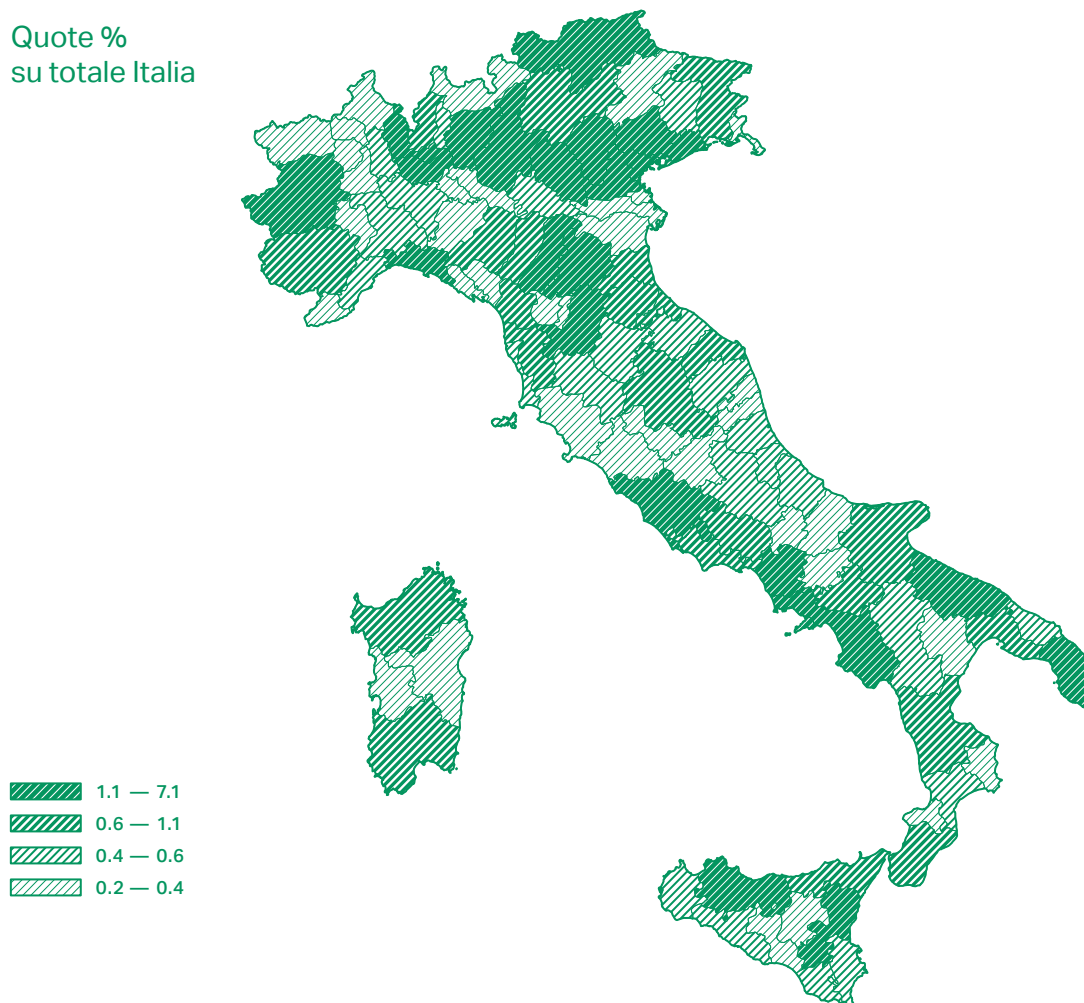 Quote %
su totale Italia
1.1 — 7.1
0.6 — 1.1
0.4 — 0.6
0.2 — 0.4